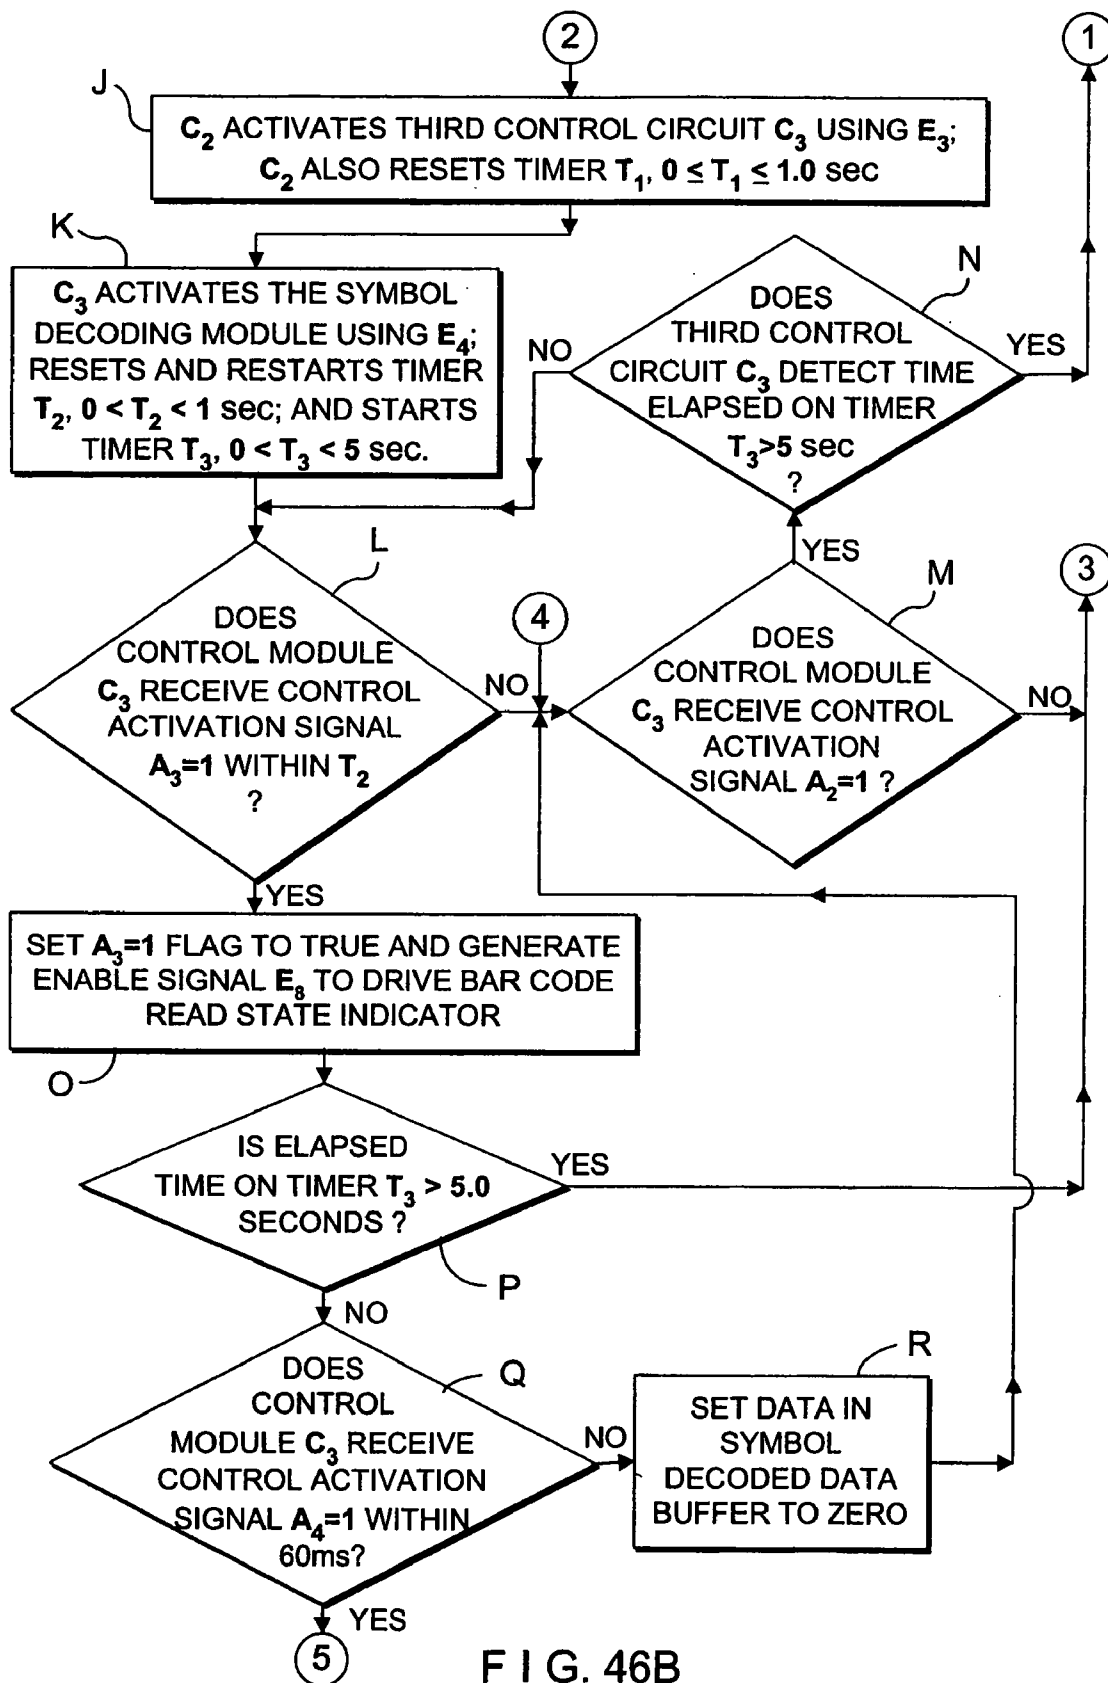 2
1
J
C₂ ACTIVATES THIRD CONTROL CIRCUIT C₃ USING E₃;
C₂ ALSO RESETS TIMER T₁, 0 ≤ T₁ ≤ 1.0 sec
K
C₃ ACTIVATES THE SYMBOL
DECODING MODULE USING E₄;
RESETS AND RESTARTS TIMER
T₂, 0 < T₂ < 1 sec; AND STARTS
TIMER T₃, 0 < T₃ < 5 sec.
N
DOES
THIRD CONTROL
CIRCUIT C₃ DETECT TIME
ELAPSED ON TIMER
T₃>5 sec
?
NO
YES
L
DOES
CONTROL MODULE
C₃ RECEIVE CONTROL
ACTIVATION SIGNAL
A₃=1 WITHIN T₂
?
NO
YES
4
YES
M
DOES
CONTROL MODULE
C₃ RECEIVE CONTROL
ACTIVATION
SIGNAL A₂=1 ?
NO
3
SET A₃=1 FLAG TO TRUE AND GENERATE
ENABLE SIGNAL E₈ TO DRIVE BAR CODE
READ STATE INDICATOR
O
IS ELAPSED
TIME ON TIMER T₃ > 5.0
SECONDS ?
YES
P
NO
DOES
CONTROL
MODULE C₃ RECEIVE
CONTROL ACTIVATION
SIGNAL A₄=1 WITHIN
60ms?
Q
NO
R
SET DATA IN
SYMBOL
DECODED DATA
BUFFER TO ZERO
YES
5
F I G. 46B